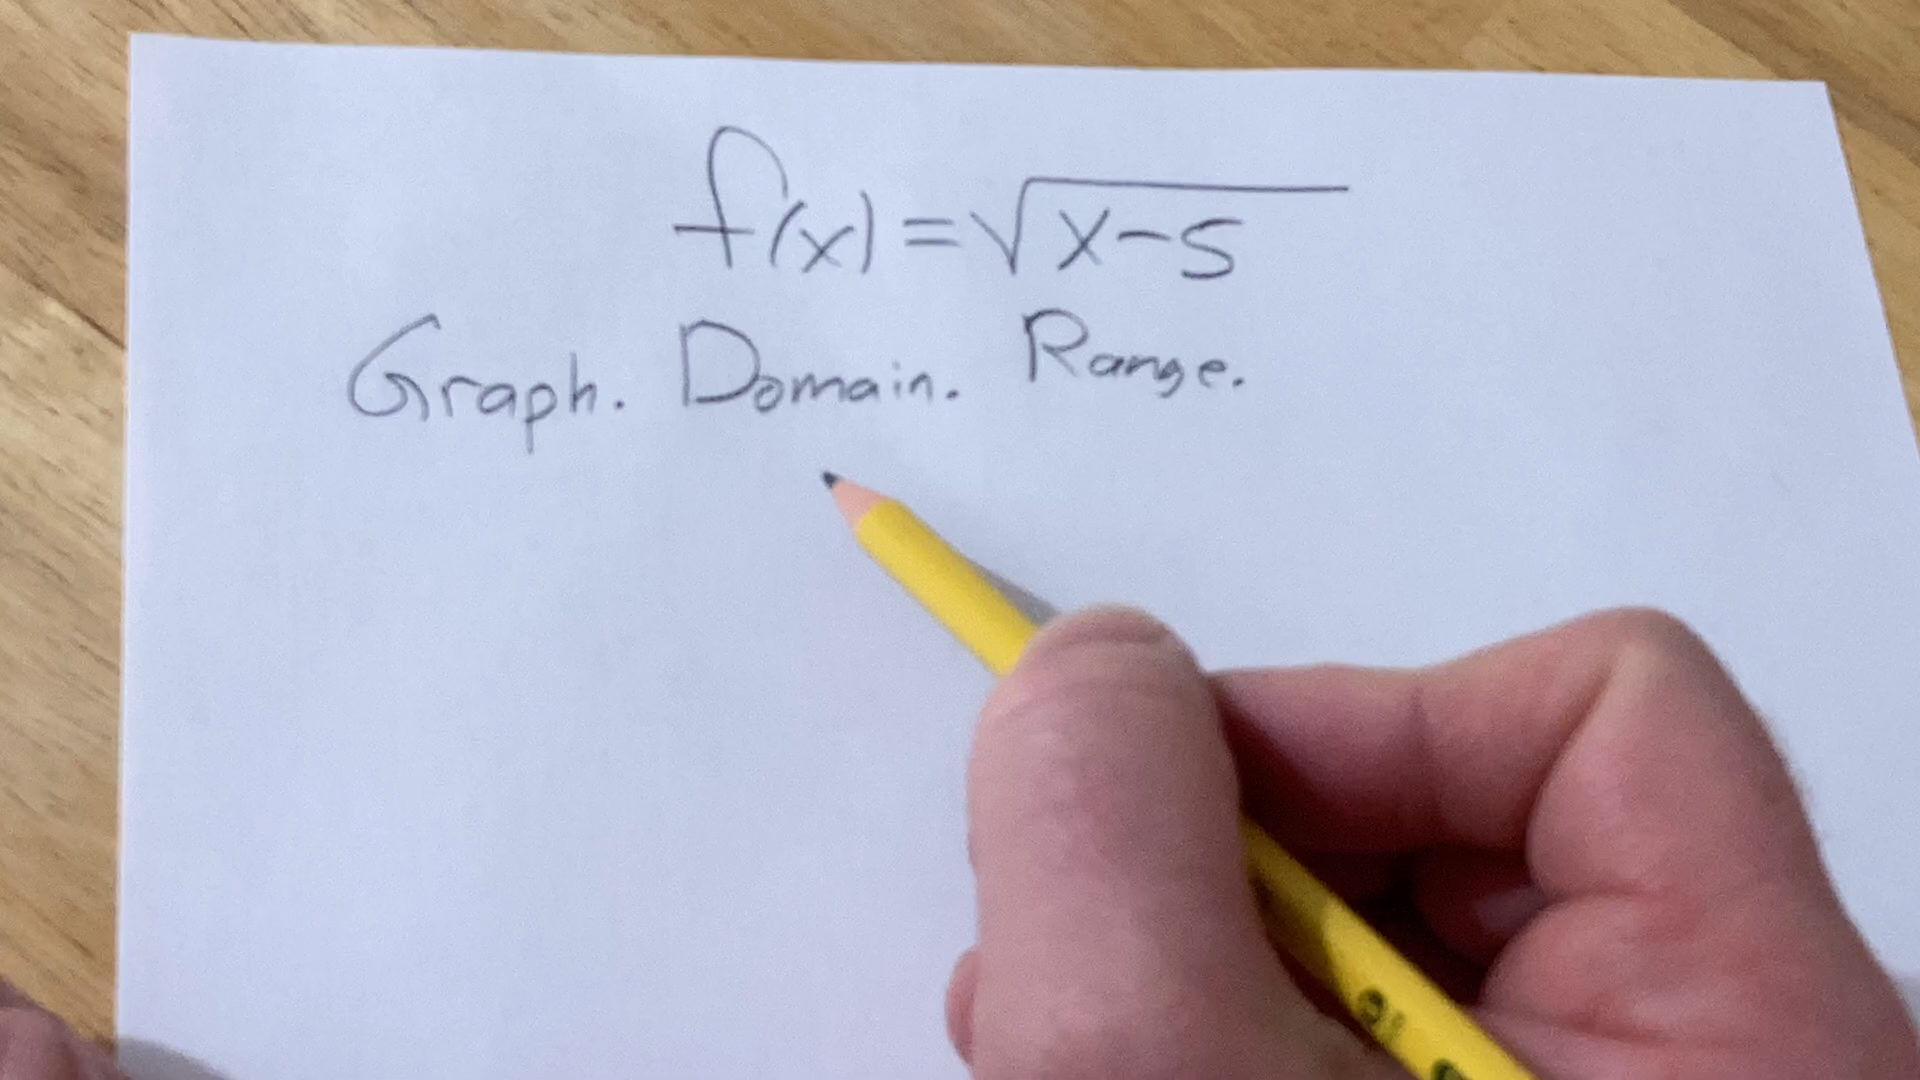 f(x) = √x-5
Graph. Domain. Range.